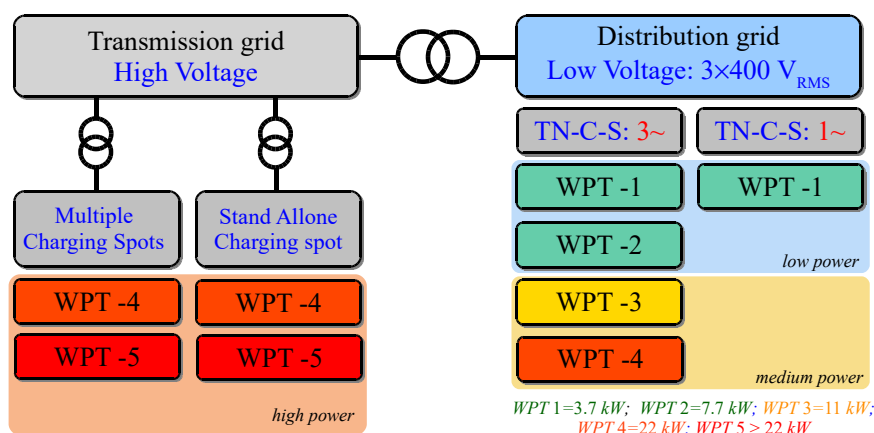 Transmission grid
High Voltage
Distribution grid
Low Voltage: 3×400 V_RMS
TN-C-S: 3~
TN-C-S: 1~
Multiple
Charging Spots
Stand Allone
Charging spot
WPT -1
WPT -1
WPT -2
low power
WPT -4
WPT -4
WPT -5
WPT -5
high power
WPT -3
WPT -4
medium power
WPT 1=3.7 kW; WPT 2=7.7 kW; WPT 3=11 kW;
WPT 4=22 kW; WPT 5 > 22 kW